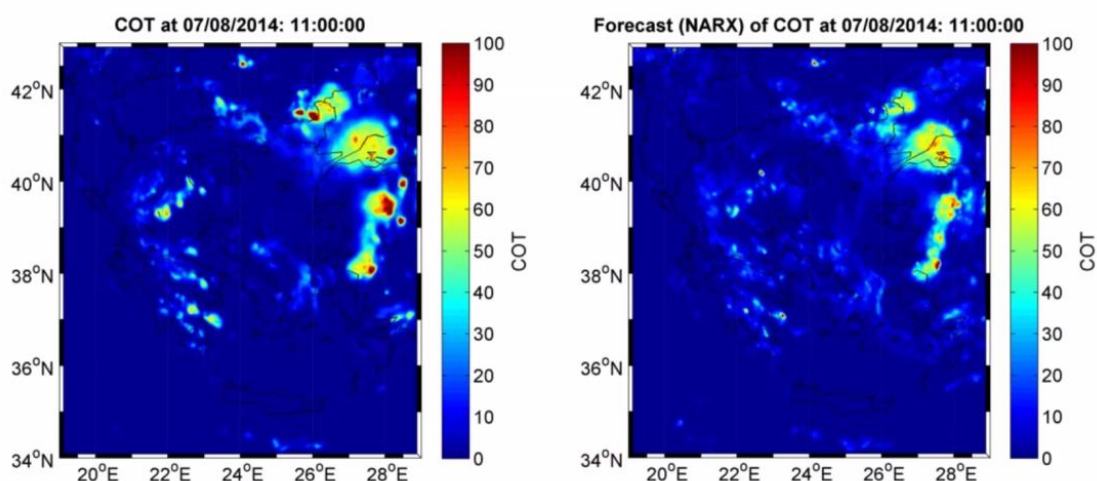 COT at 07/08/2014: 11:00:00
42°N
40°N
38°N
36°N
34°N
20°E
22°E
24°E
26°E
28°E
100
90
80
70
60
50
40
30
20
10
0
COT
Forecast (NARX) of COT at 07/08/2014: 11:00:00
42°N
40°N
38°N
36°N
34°N
20°E
22°E
24°E
26°E
28°E
100
90
80
70
60
50
40
30
20
10
0
COT